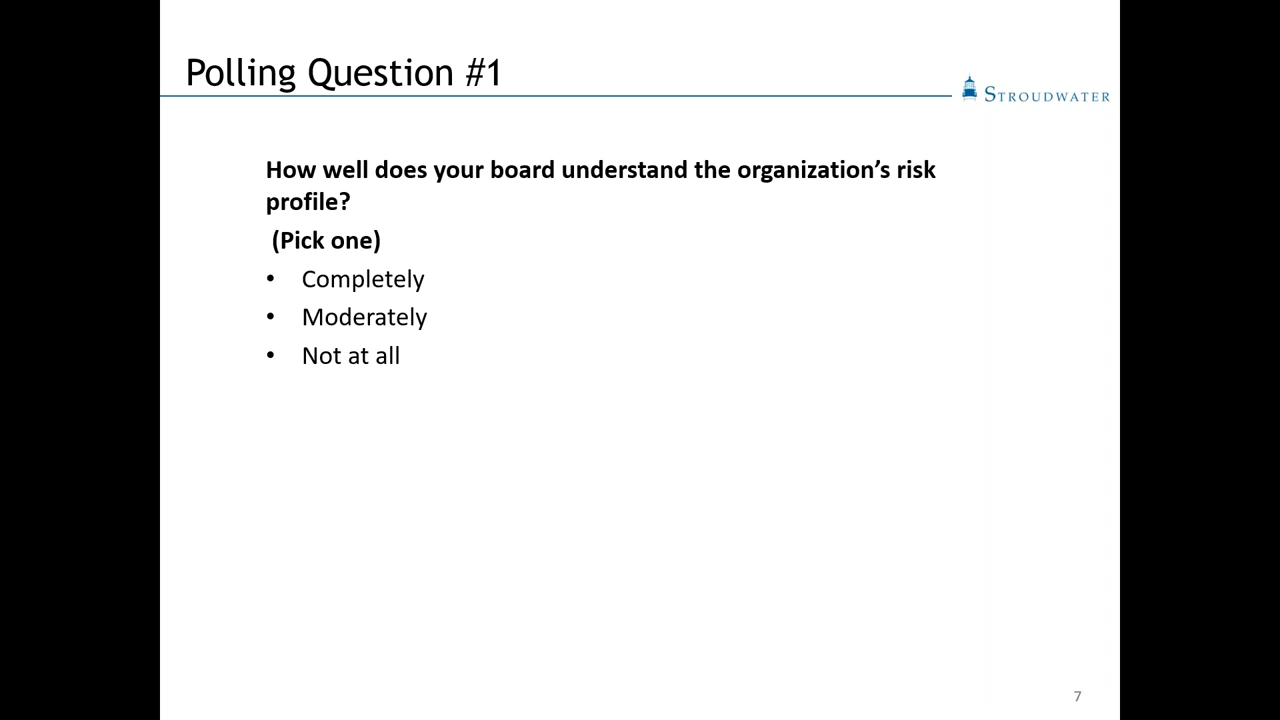 Polling Question #1
STROUDWATER
How well does your board understand the organization’s risk
profile?
(Pick one)
• Completely
• Moderately
• Not at all
7